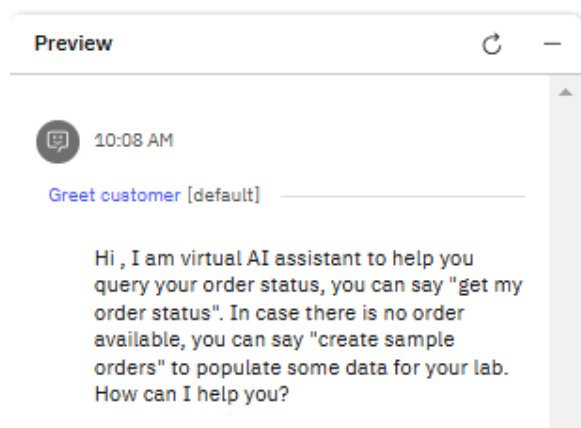 Preview
10:08 AM
Greet customer [default]
Hi , I am virtual AI assistant to help you
query your order status, you can say "get my
order status". In case there is no order
available, you can say "create sample
orders" to populate some data for your lab.
How can I help you?